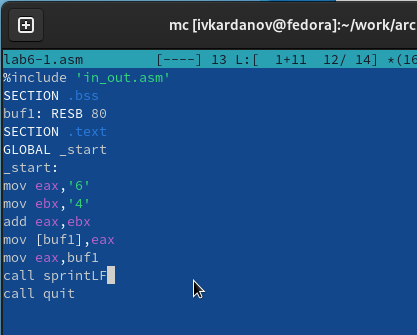 mc [ivkardanov@fedora]:~/work/arc
lab6-1.asm [----] 13 L:[ 1+11 12/ 14] *(16
%include 'in_out.asm'
SECTION .bss
buf1: RESB 80
SECTION .text
GLOBAL _start
_start:
mov eax,'6'
mov ebx,'4'
add eax,ebx
mov [buf1],eax
mov eax,buf1
call sprintLF
call quit